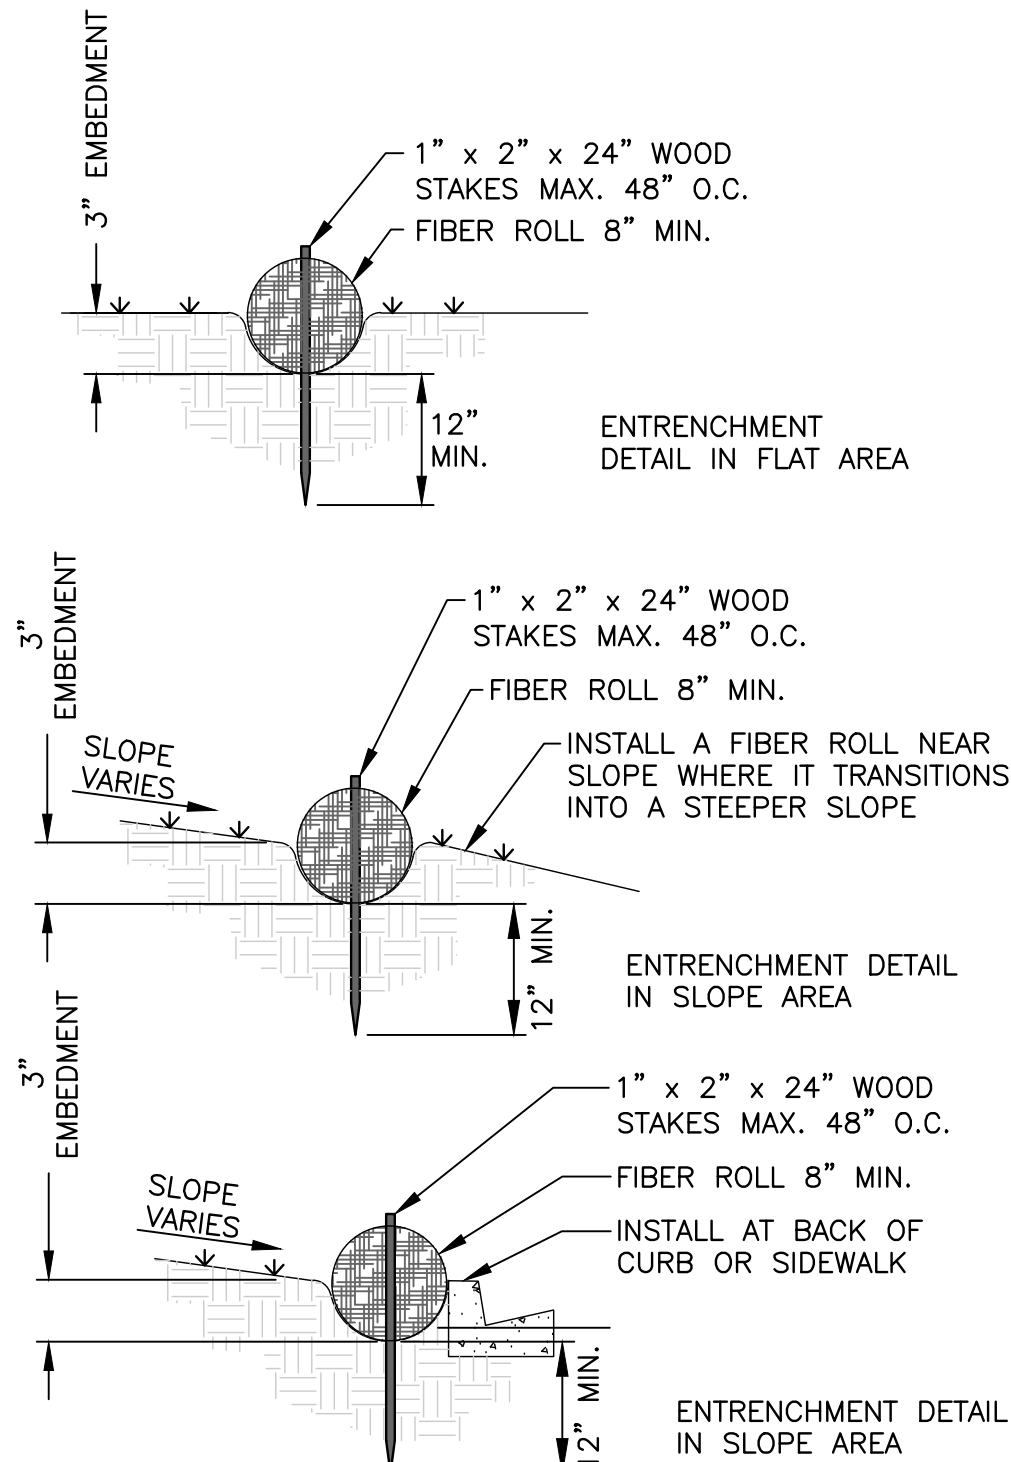 3” EMBEDMENT
1” x 2” x 24” WOOD
STAKES MAX. 48” O.C.
FIBER ROLL 8” MIN.
12”
MIN.
ENTRENCHMENT
DETAIL IN FLAT AREA
3”
EMBEDMENT
1” x 2” x 24” WOOD
STAKES MAX. 48” O.C.
FIBER ROLL 8” MIN.
SLOPE
VARIES
INSTALL A FIBER ROLL NEAR
SLOPE WHERE IT TRANSITIONS
INTO A STEEPER SLOPE
12” MIN.
ENTRENCHMENT DETAIL
IN SLOPE AREA
3”
EMBEDMENT
1” x 2” x 24” WOOD
STAKES MAX. 48” O.C.
FIBER ROLL 8” MIN.
SLOPE
VARIES
INSTALL AT BACK OF
CURB OR SIDEWALK
12” MIN.
ENTRENCHMENT DETAIL
IN SLOPE AREA